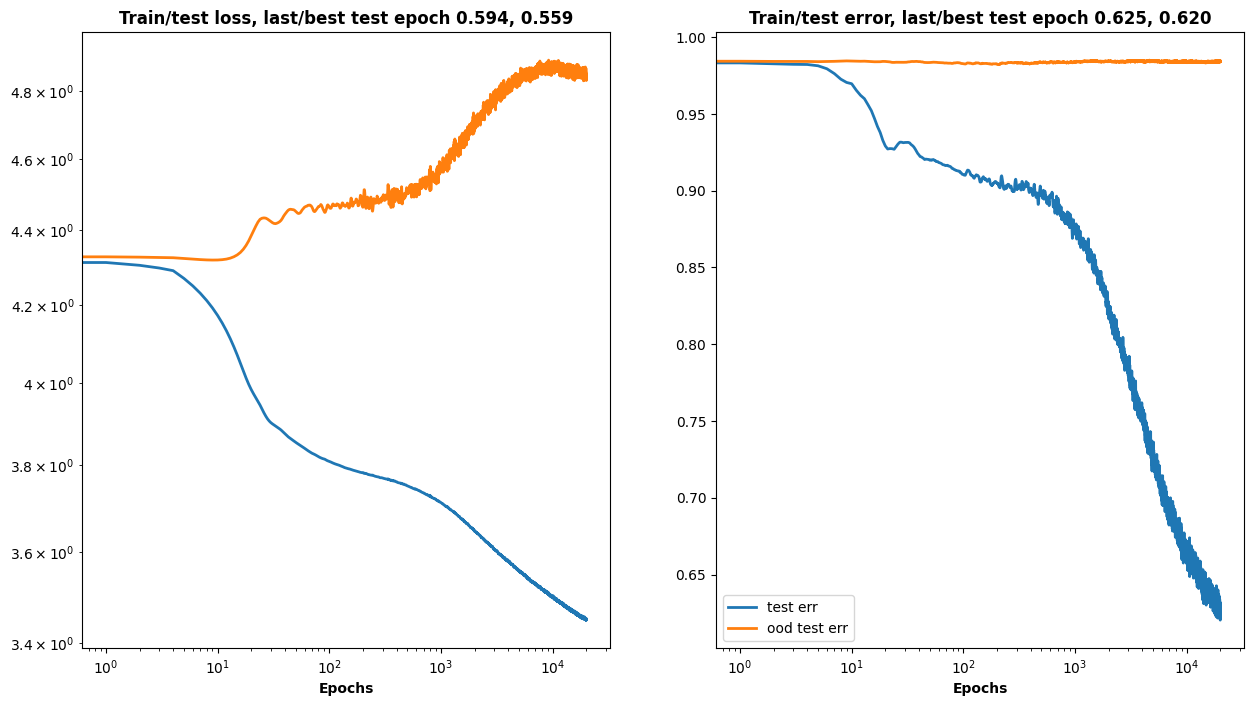 Train/test loss, last/best test epoch 0.594, 0.559
4.8 × 10⁰
4.6 × 10⁰
4.4 × 10⁰
4.2 × 10⁰
4 × 10⁰
3.8 × 10⁰
3.6 × 10⁰
3.4 × 10⁰
10⁰ 10¹ 10² 10³ 10⁴
Epochs
Train/test error, last/best test epoch 0.625, 0.620
1.00
0.95
0.90
0.85
0.80
0.75
0.70
0.65
test err
ood test err
10⁰ 10¹ 10² 10³ 10⁴
Epochs